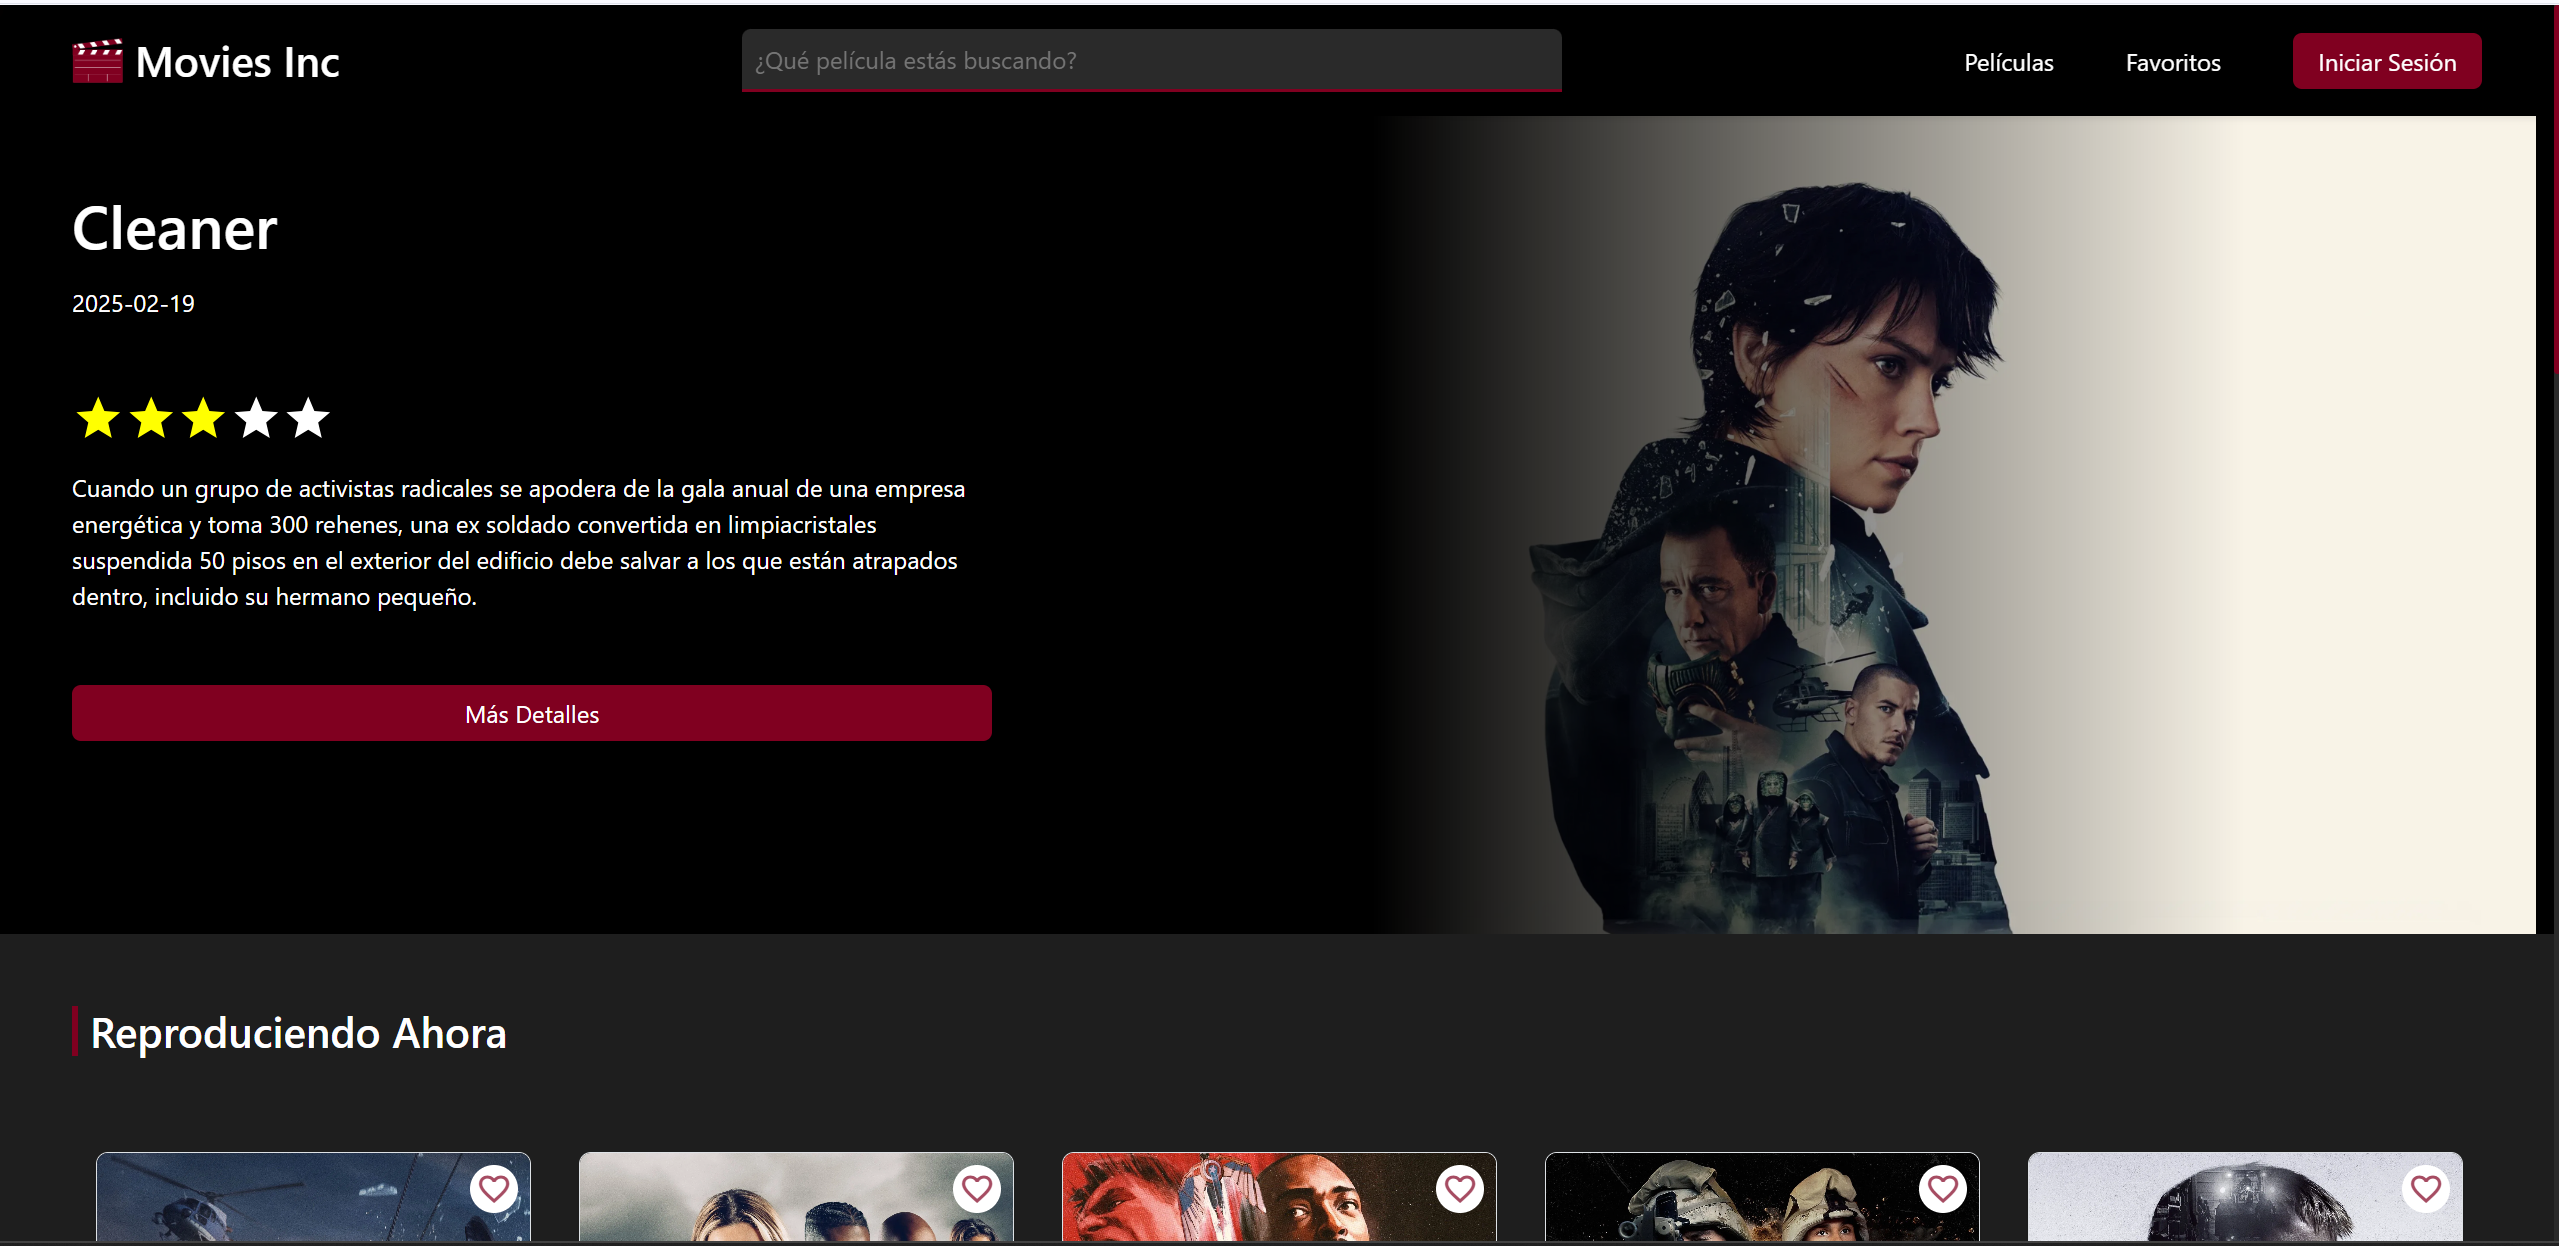 Movies Inc
¿Qué película estás buscando?
Películas
Favoritos
Iniciar Sesión
Cleaner
2025-02-19
Cuando un grupo de activistas radicales se apodera de la gala anual de una empresa
energética y toma 300 rehenes, una ex soldado convertida en limpiacristales
suspendida 50 pisos en el exterior del edificio debe salvar a los que están atrapados
dentro, incluido su hermano pequeño.
Más Detalles
Reproduciendo Ahora